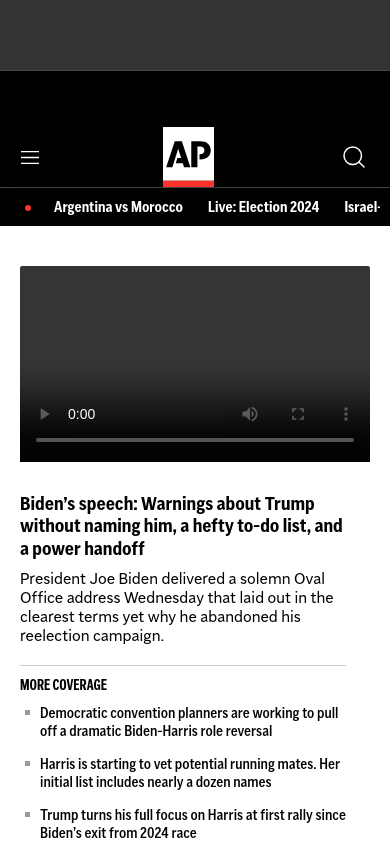 AP
Argentina vs Morocco Live: Election 2024 Israel-
0:00
Biden’s speech: Warnings about Trump
without naming him, a hefty to-do list, and
a power handoff
President Joe Biden delivered a solemn Oval
Office address Wednesday that laid out in the
clearest terms yet why he abandoned his
reelection campaign.
MORE COVERAGE
Democratic convention planners are working to pull
off a dramatic Biden-Harris role reversal
Harris is starting to vet potential running mates. Her
initial list includes nearly a dozen names
Trump turns his full focus on Harris at first rally since
Biden’s exit from 2024 race